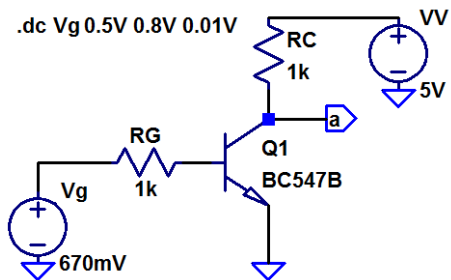 .dc Vg 0.5V 0.8V 0.01V
VV
RC
1k
5V
a
RG
Q1
Vg
1k
BC547B
670mV